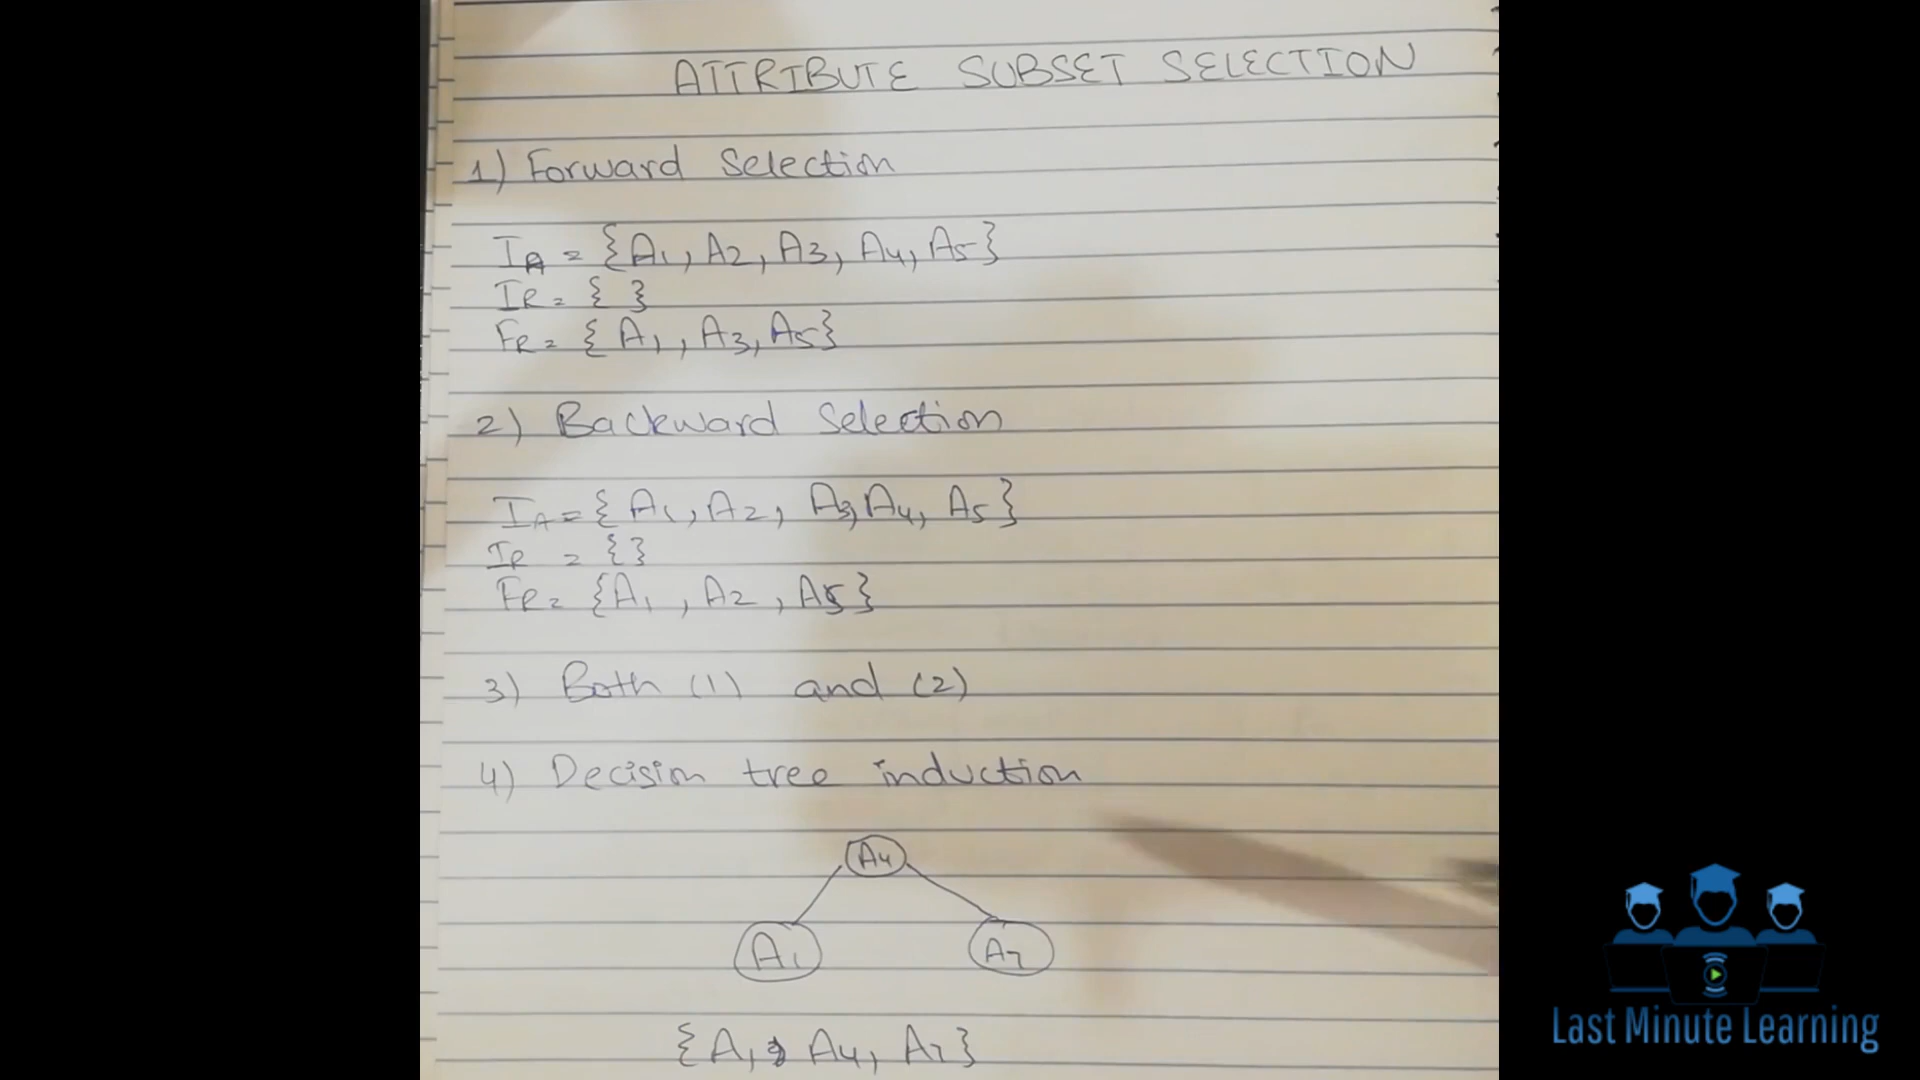 ATTRIBUTE SUBSET SELECTION
1) Forward Selection
IA = {A1, A2, A3, A4, A5}
IR = { }
FR = { A1, A3, A5}
2) Backward Selection
IA = { A1, A2, A3, A4, A5 }
IR = { }
FR = {A1, A2, A5}
3) Both (1) and (2)
4) Decision tree induction
A4
A1 A7
{A1, A4, A7}
Last Minute Learning